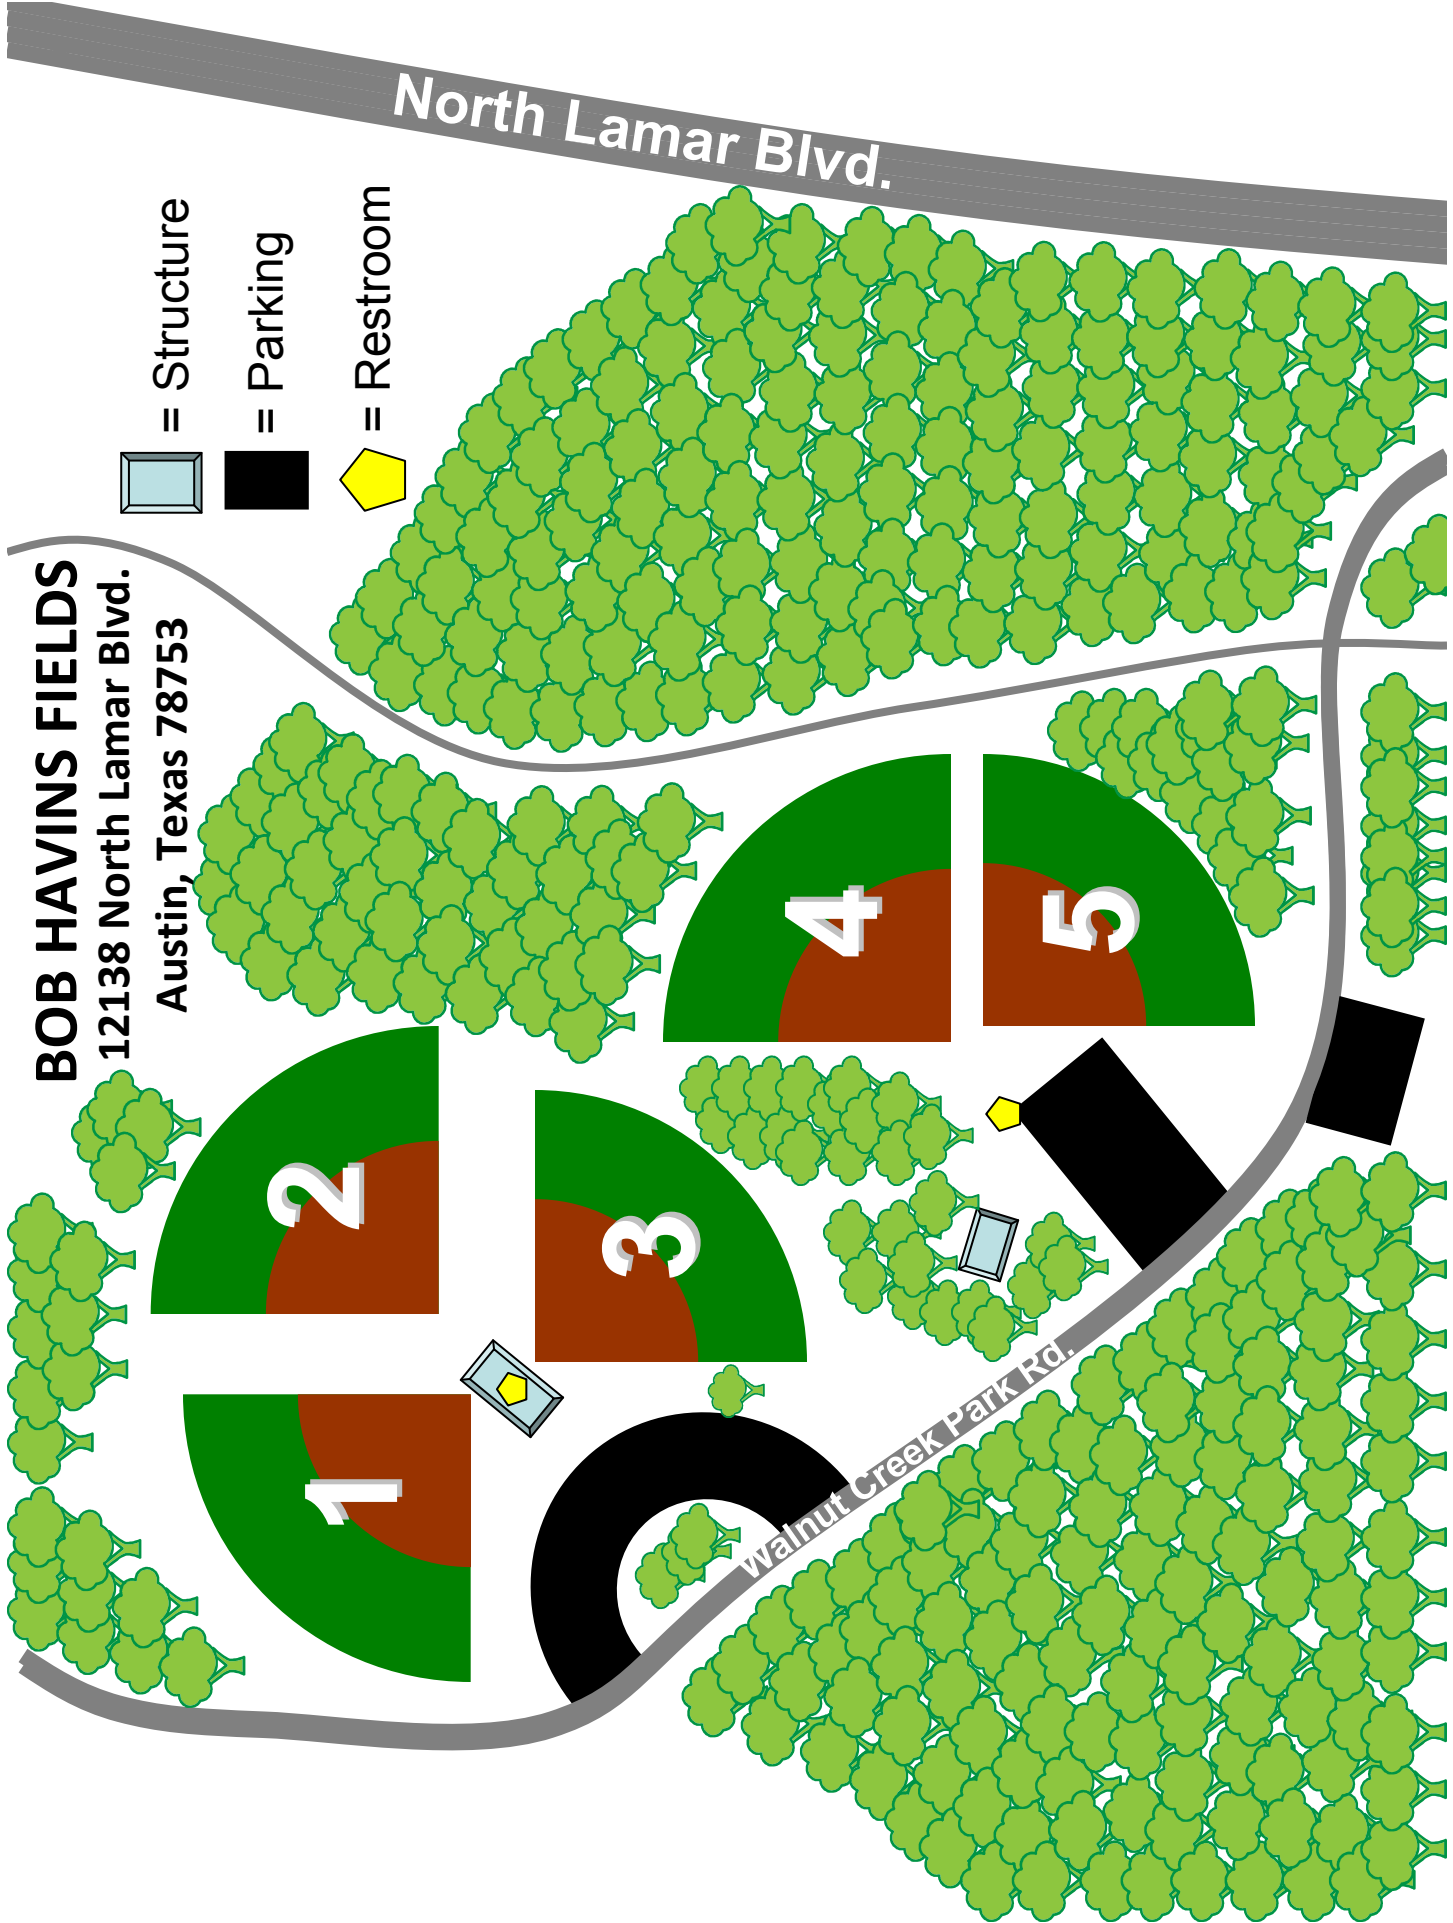 BOB HAVINS FIELDS
12138 North Lamar Blvd.
Austin, Texas 78753
= Structure
= Parking
= Restroom
North Lamar Blvd.
1
2
3
4
5
Walnut Creek Park Rd.